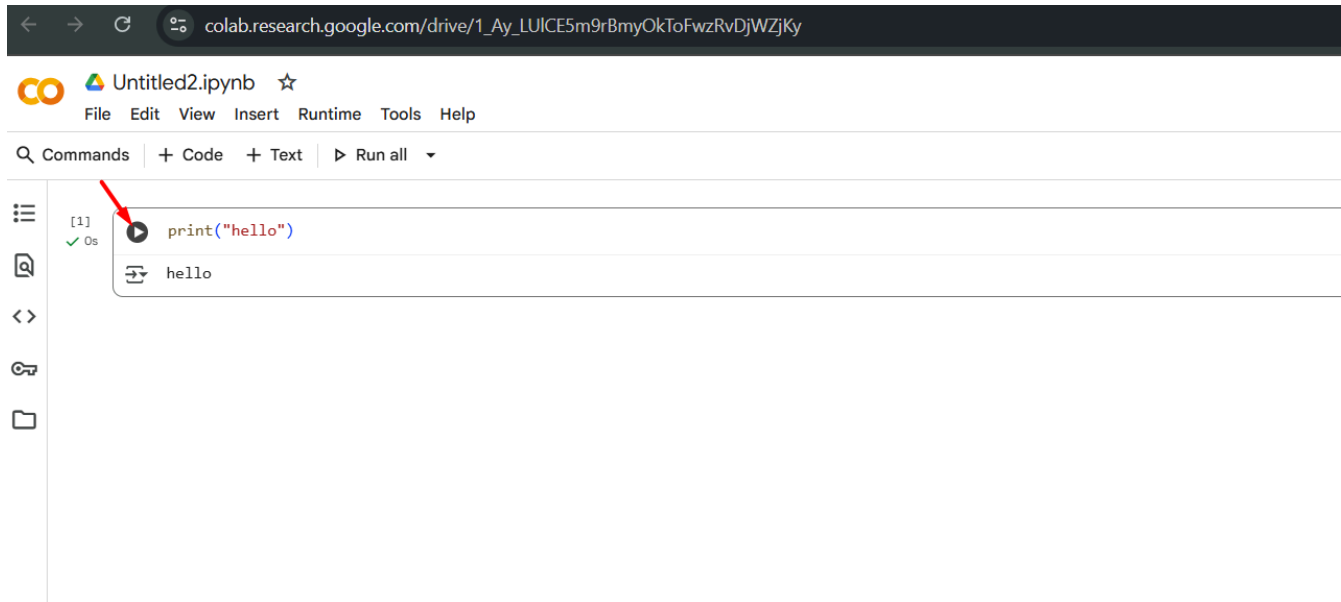 colab.research.google.com/drive/1_Ay_LUlCE5m9rBmyOkToFwzRvDjWZjKy
CO Untitled2.ipynb
File Edit View Insert Runtime Tools Help
Commands + Code + Text Run all
[1] print("hello")
0s
hello